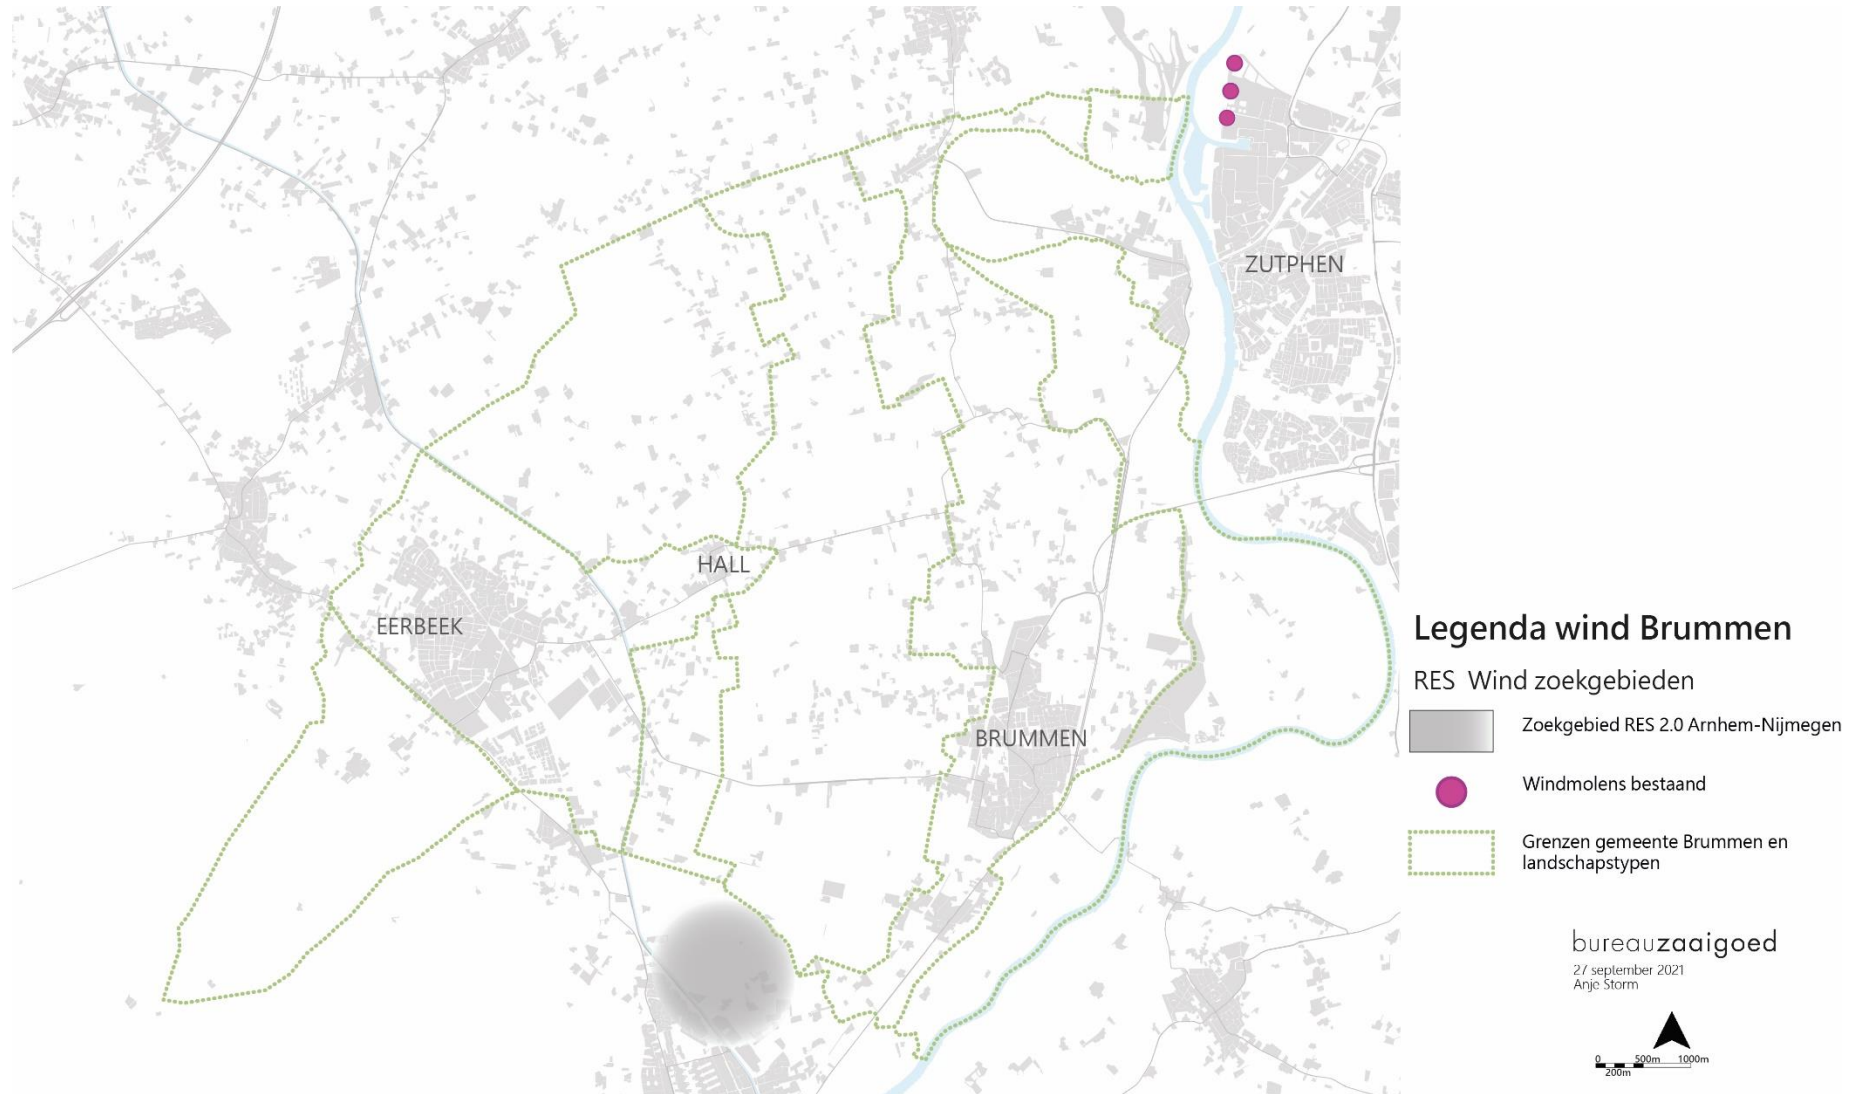 ZUTPHEN
HALL
EERBEEK
BRUMMEN
Legenda wind Brummen
RES Wind zoekgebieden
Zoekgebied RES 2.0 Arnhem-Nijmegen
Windmolens bestaand
Grenzen gemeente Brummen en
landschapstypen
bureauzaaigoed
27 september 2021
Anje Storm
0 500m 1000m
200m